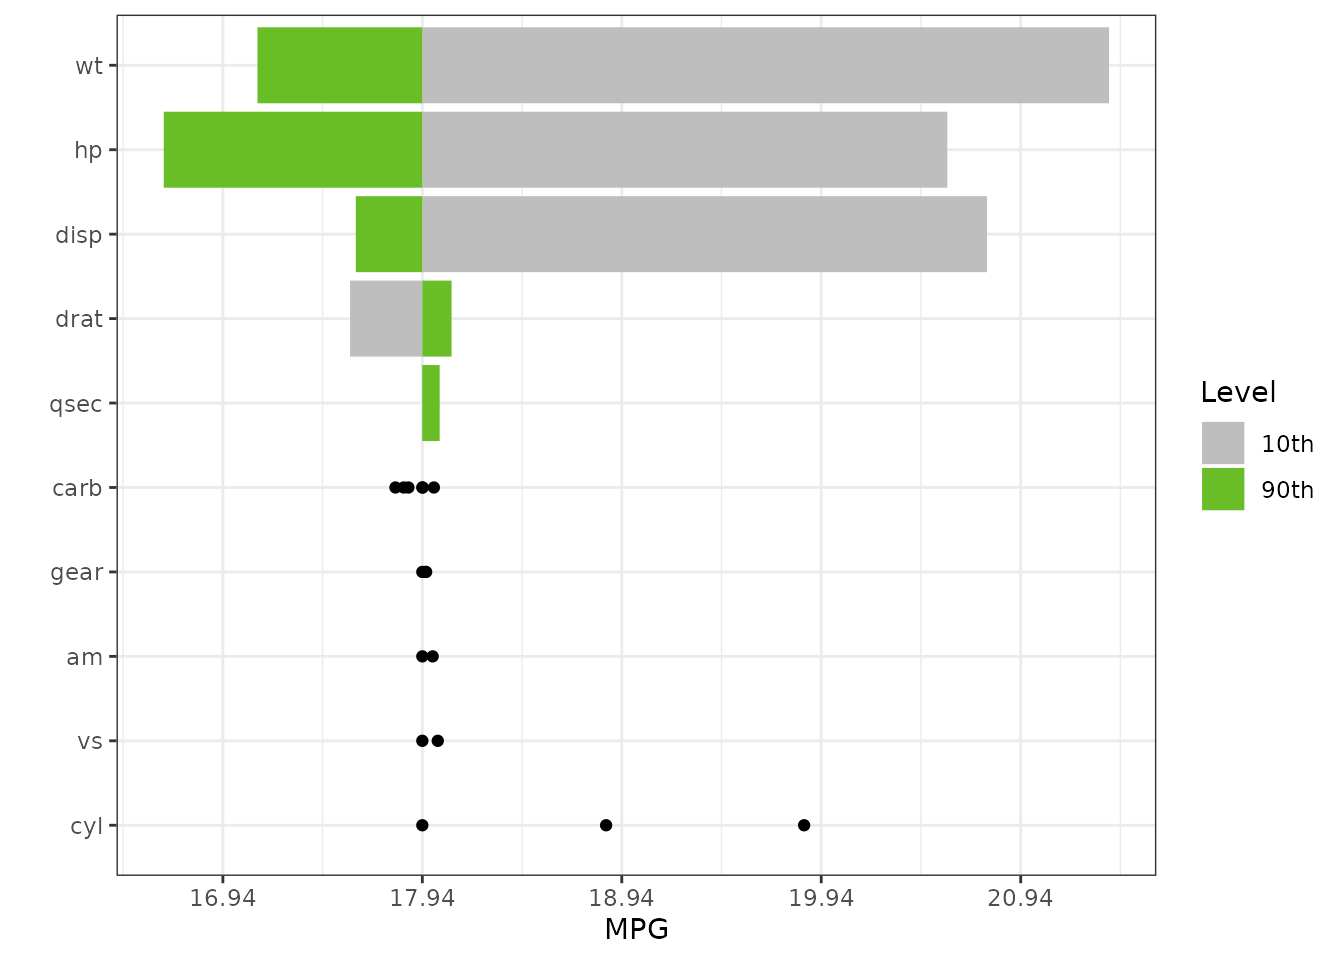 wt
hp
disp
drat
qsec
carb
gear
am
vs
cyl
16.94 17.94 18.94 19.94 20.94
MPG
Level
10th
90th